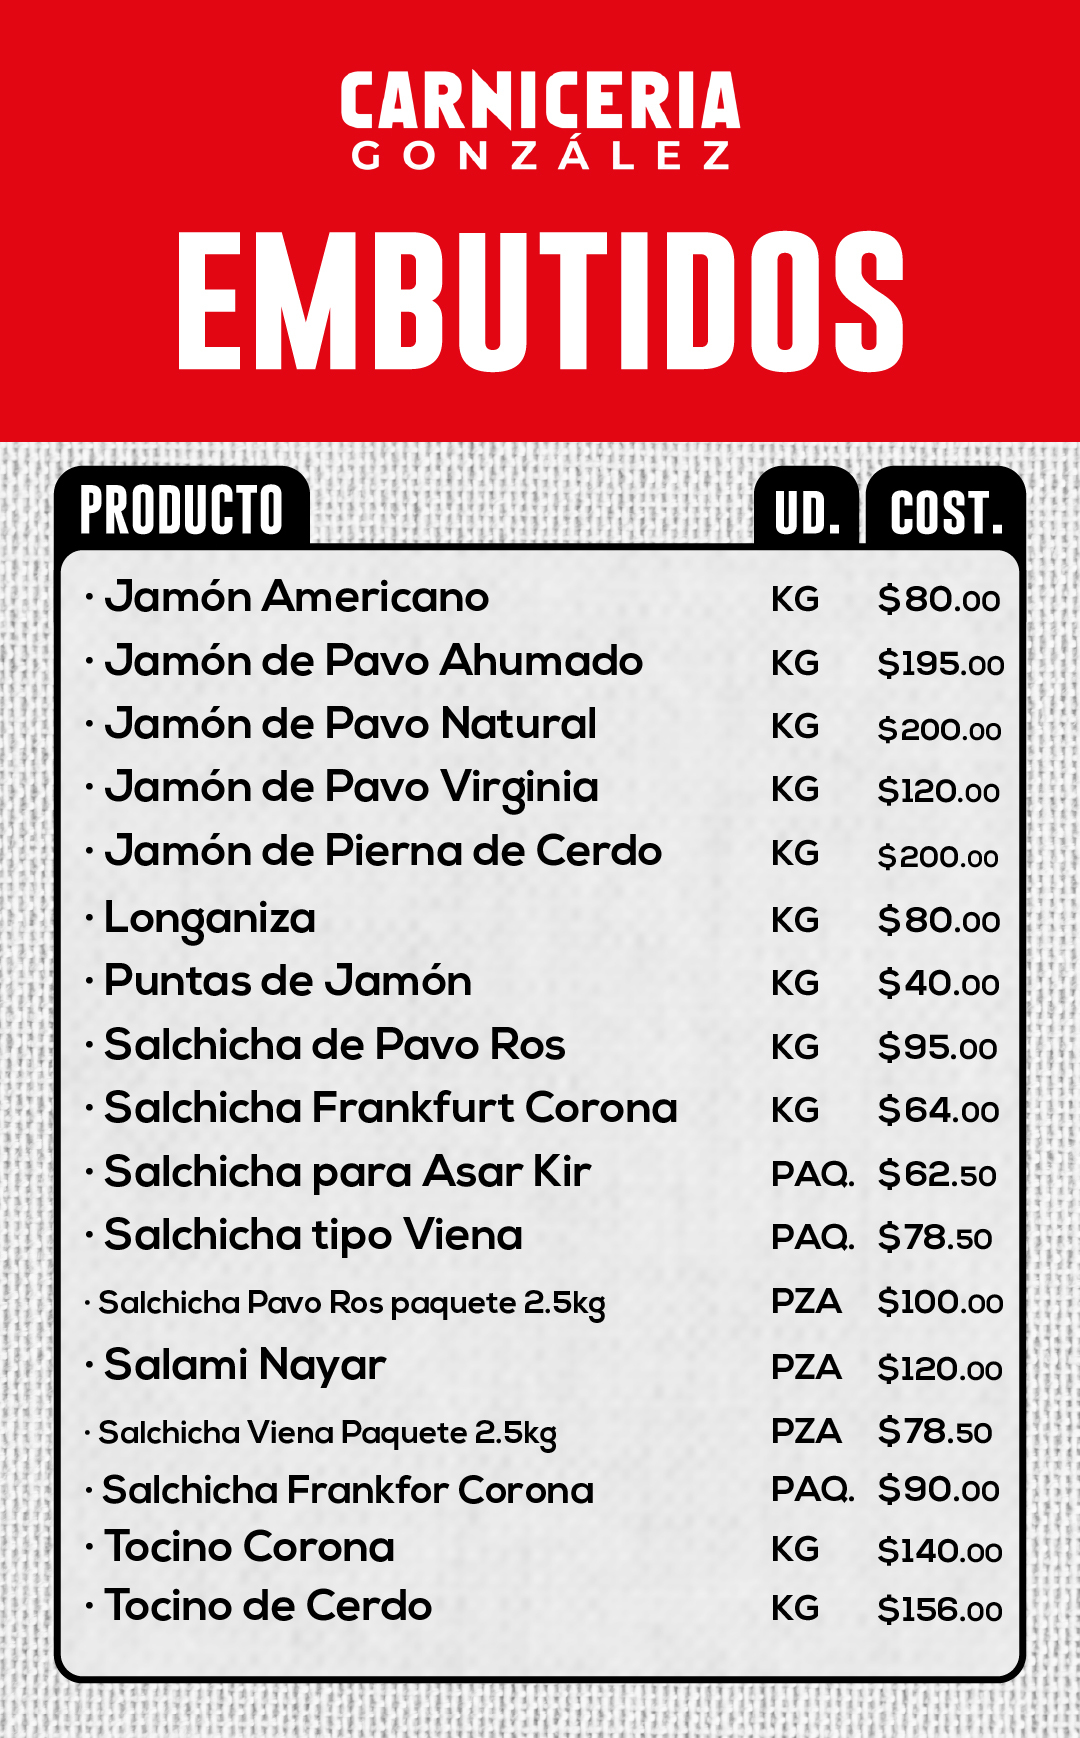 CARNICERIA
GONZÁLEZ
EMBUTIDOS
PRODUCTO UD. COST.
· Jamón Americano KG $80.00
· Jamón de Pavo Ahumado KG $195.00
· Jamón de Pavo Natural KG $200.00
· Jamón de Pavo Virginia KG $120.00
· Jamón de Pierna de Cerdo KG $200.00
· Longaniza KG $80.00
· Puntas de Jamón KG $40.00
· Salchicha de Pavo Ros KG $95.00
· Salchicha Frankfurt Corona KG $64.00
· Salchicha para Asar Kir PAQ. $62.50
· Salchicha tipo Viena PAQ. $78.50
· Salchicha Pavo Ros paquete 2.5kg PZA $100.00
· Salami Nayar PZA $120.00
· Salchicha Viena Paquete 2.5kg PZA $78.50
· Salchicha Frankfor Corona PAQ. $90.00
· Tocino Corona KG $140.00
· Tocino de Cerdo KG $156.00